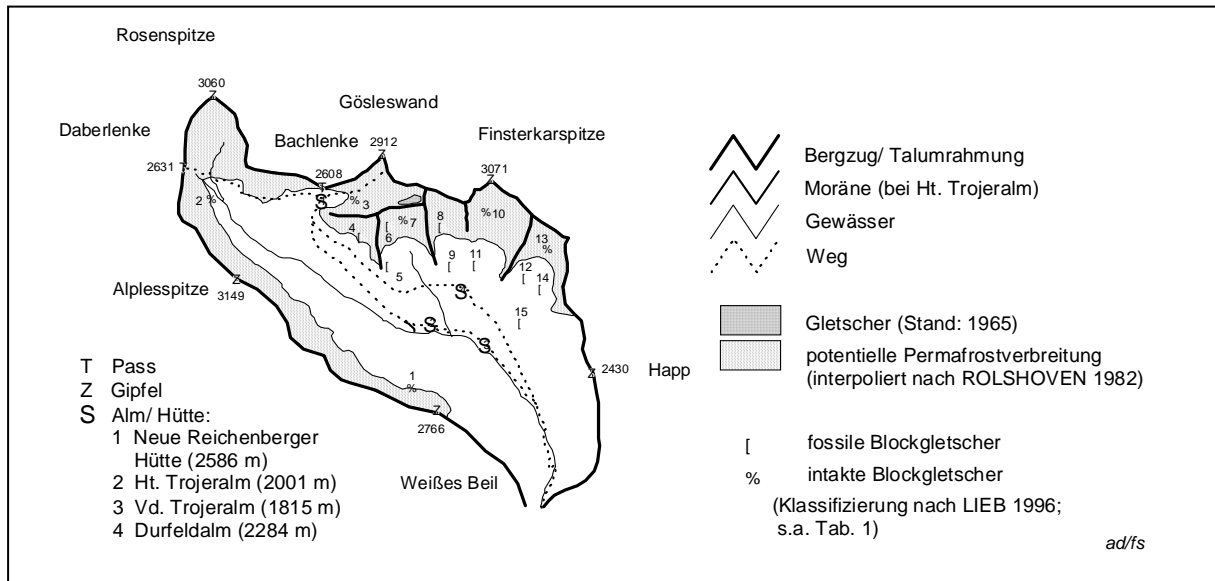 Rosenspitze
3060
Z
Gösleswand
Daberlenke
Bachlenke
2912
Z
Finsterkarspitze
3071
Z
2631 T
2608
T
S
2 %
% 3
4 [
[ 6
% 7
8 [
% 10
13 %
5 [
9 [
11 [
12 [
14 [
15 [
Alplesspitze
Z
3149
S
S
S
1 %
Z
2766
Z 2430
Happ
Weißes Beil
T Pass
Z Gipfel
S Alm/ Hütte:
1 Neue Reichenberger
Hütte (2586 m)
2 Ht. Trojeralm (2001 m)
3 Vd. Trojeralm (1815 m)
4 Durfeldalm (2284 m)
Bergzug/ Talumrahmung
Moräne (bei Ht. Trojeralm)
Gewässer
Weg
Gletscher (Stand: 1965)
potentielle Permafrostverbreitung
(interpoliert nach ROLSHOVEN 1982)
[ fossile Blockgletscher
% intakte Blockgletscher
(Klassifizierung nach LIEB 1996;
s.a. Tab. 1)
ad/fs